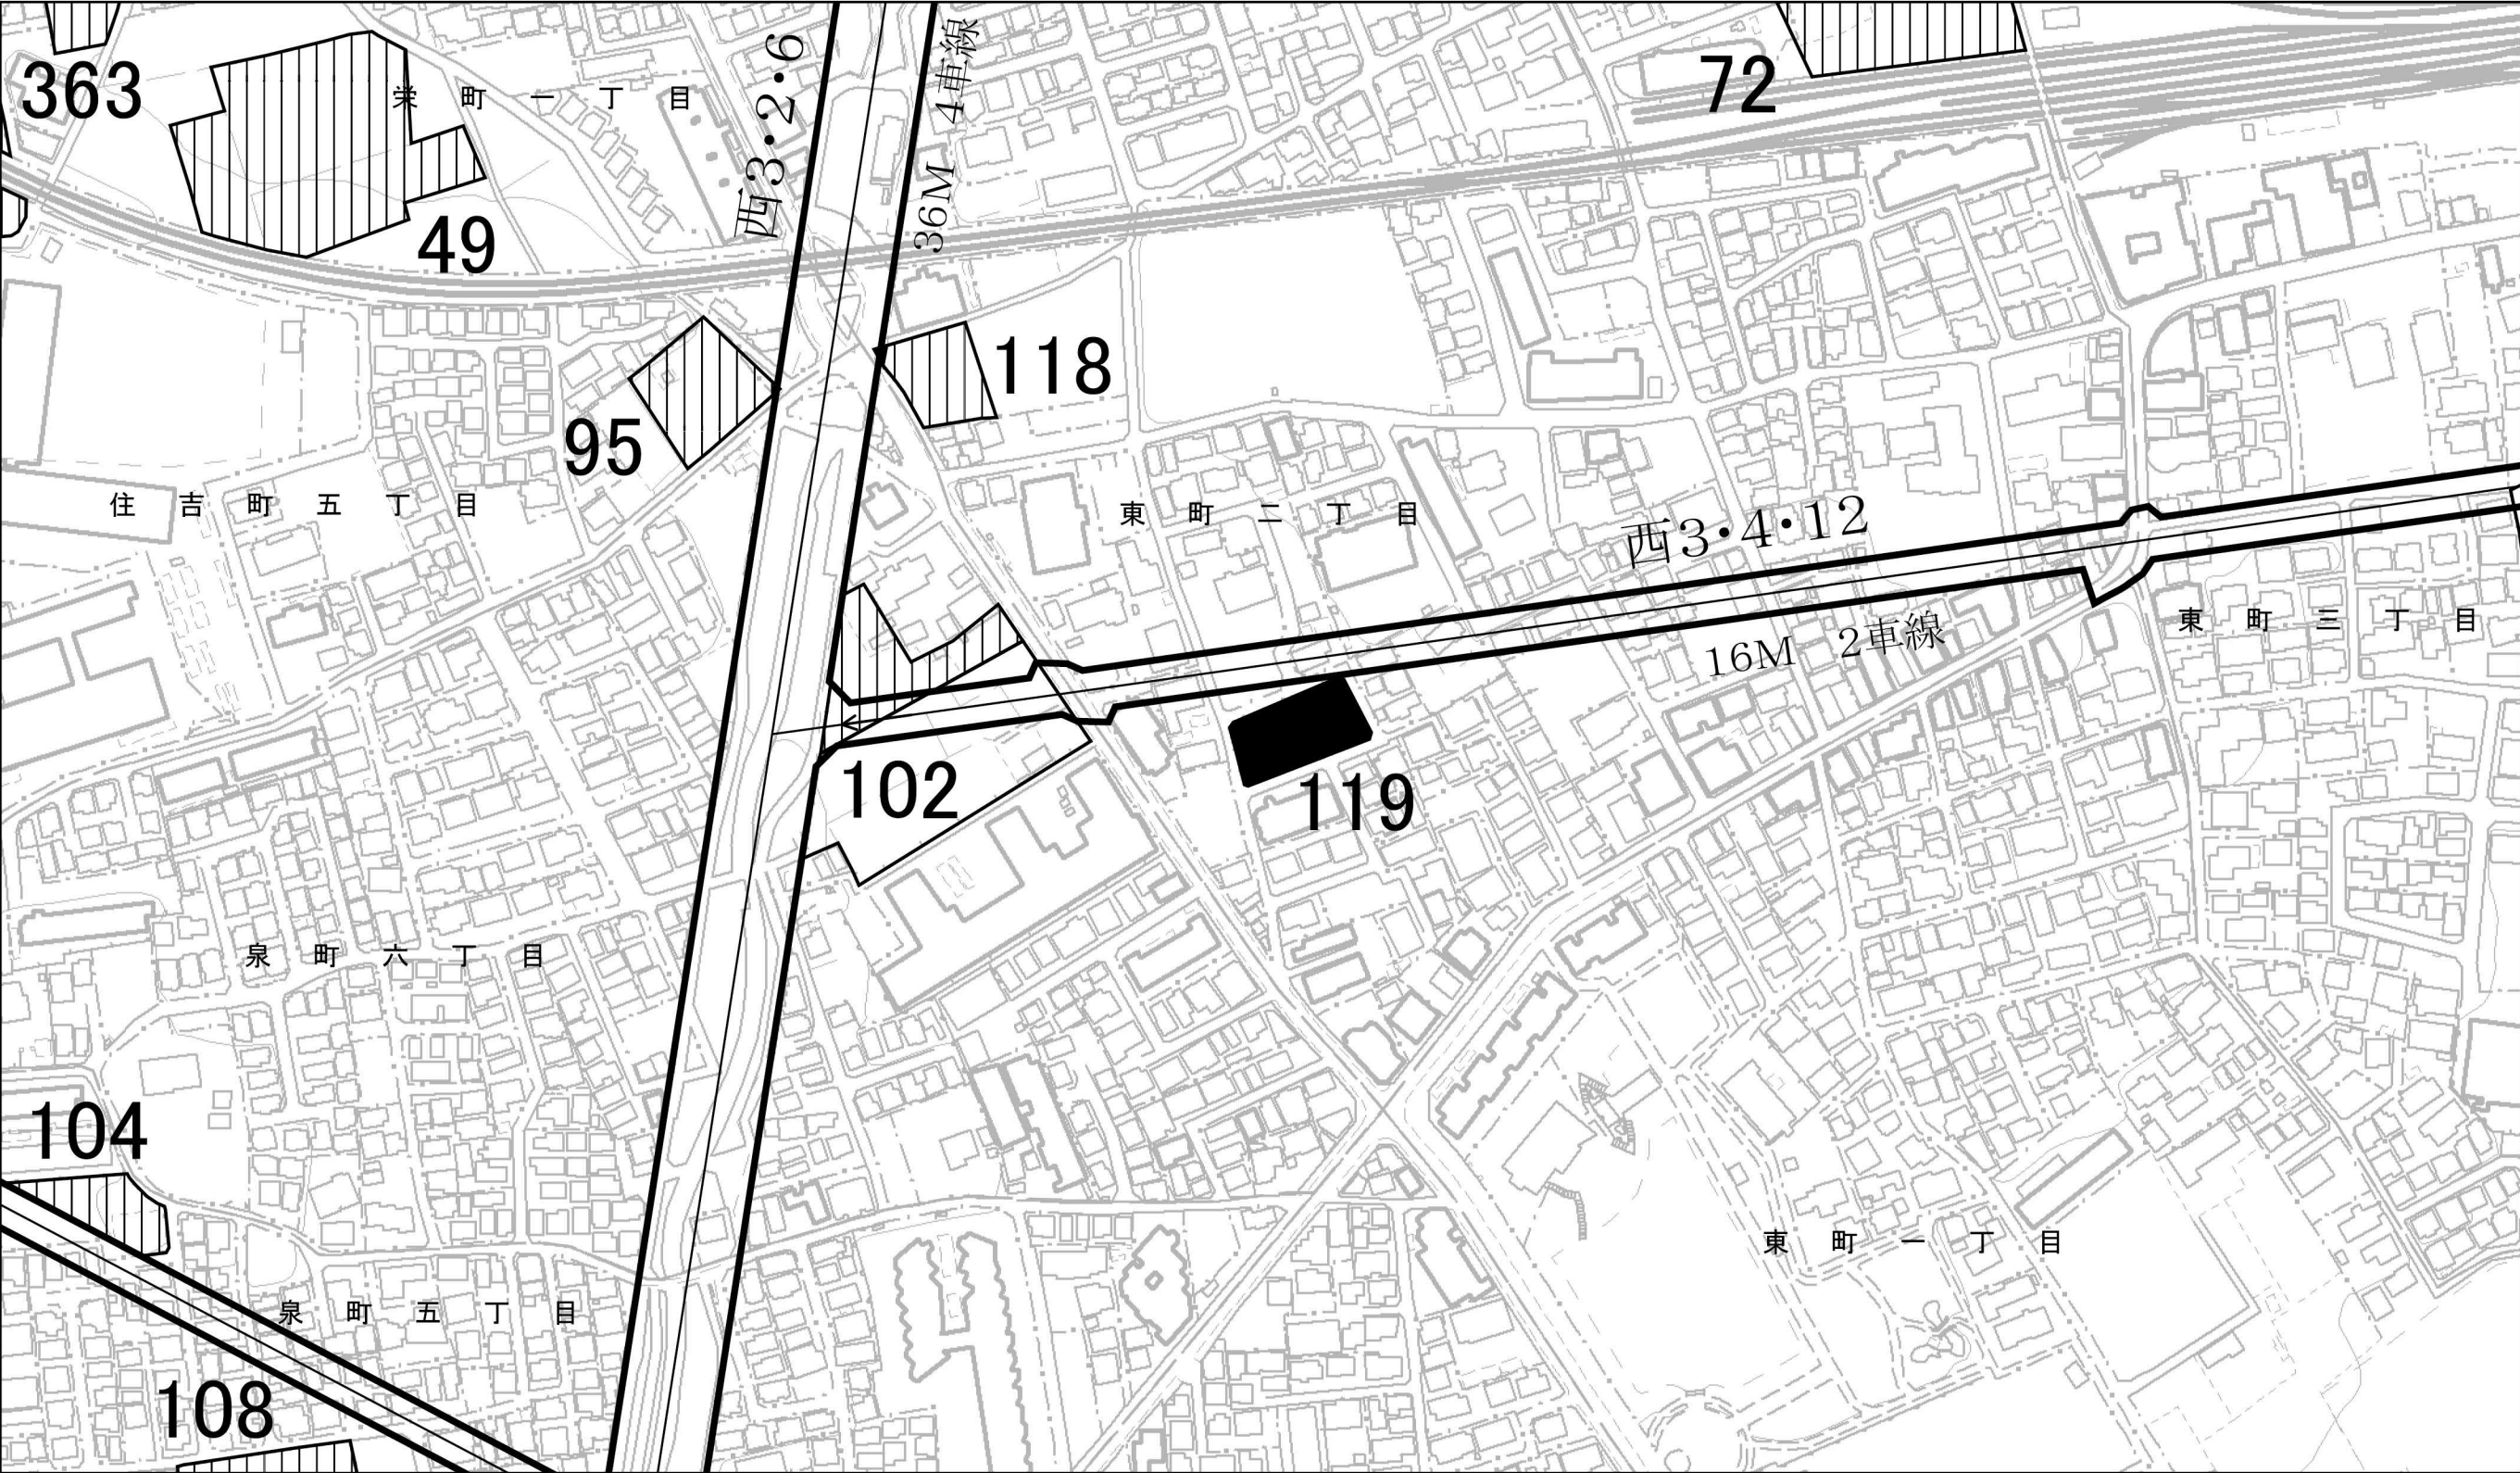 363
栄町一丁目
西3・2・6
36M 4車線
72
49
118
95
住吉町五丁目
東町二丁目
西3・4・12
16M 2車線
東町三丁目
102
119
泉町六丁目
104
東町一丁目
泉町五丁目
108